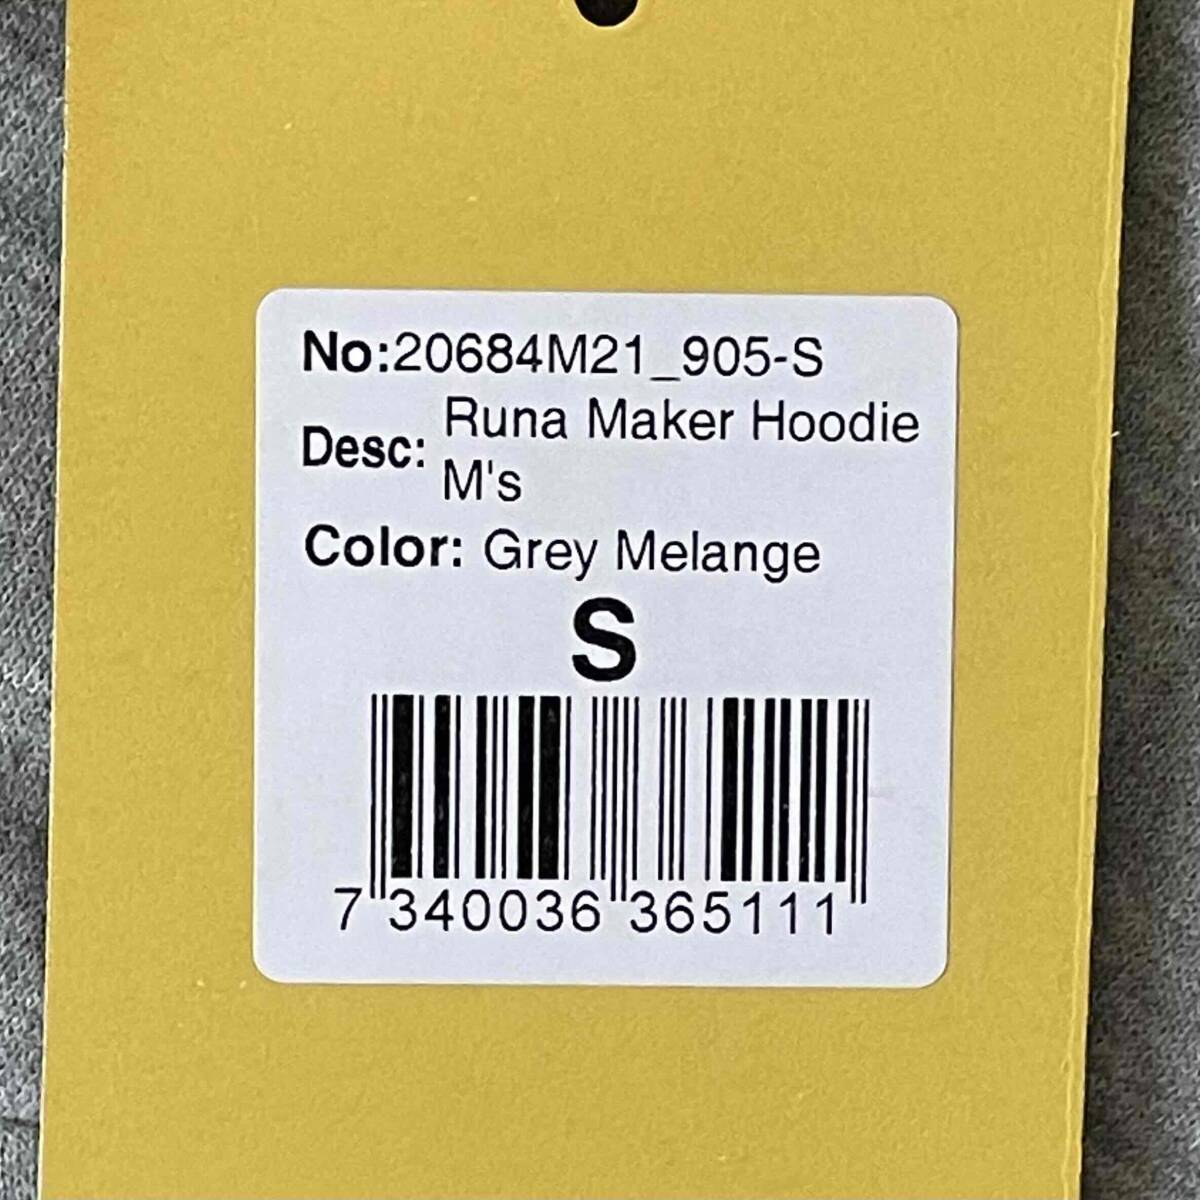 No:20684M21_905-S
Desc: Runa Maker Hoodie
M's
Color: Grey Melange
S
7 340036 365111